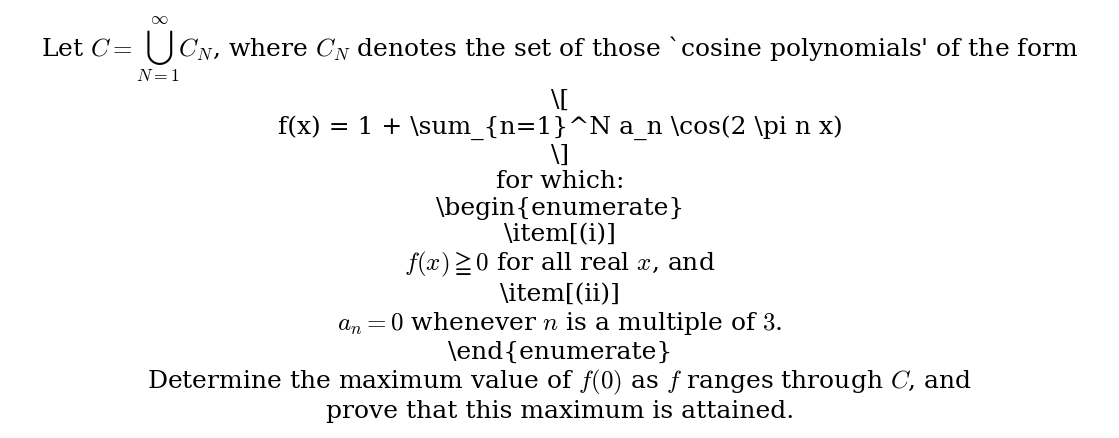 Let $C = \bigcup_{N=1}^{\infty} C_N$, where $C_N$ denotes the set of those `cosine polynomials' of the form
\[
f(x) = 1 + \sum_{n=1}^N a_n \cos(2 \pi n x)
\]
for which:
\begin{enumerate}
\item[(i)]
$f(x) \geqq 0$ for all real $x$, and
\item[(ii)]
$a_n = 0$ whenever $n$ is a multiple of $3$.
\end{enumerate}
Determine the maximum value of $f(0)$ as $f$ ranges through $C$, and
prove that this maximum is attained.